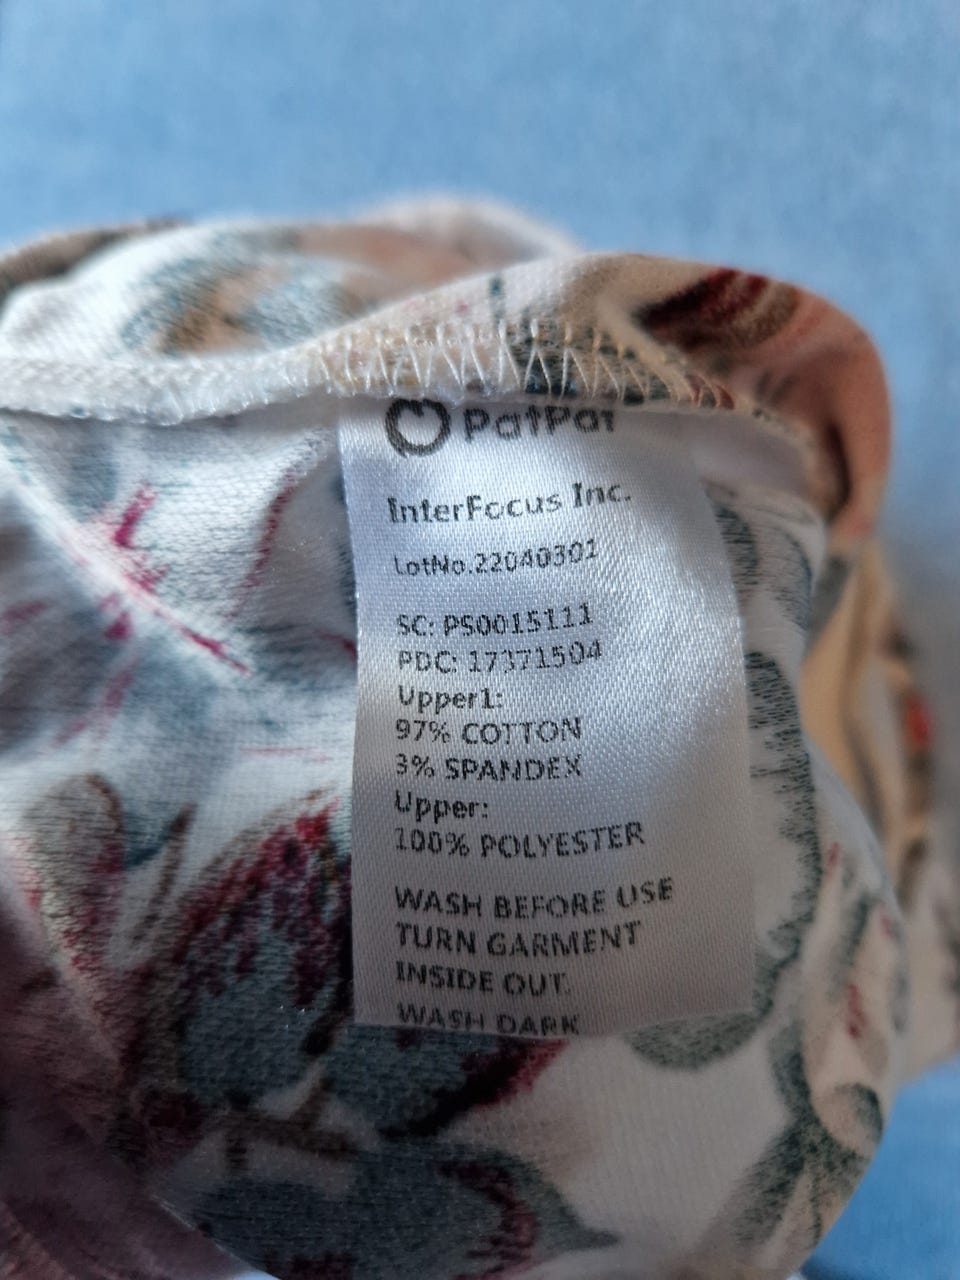 PatPat
InterFocus Inc.
LotNo.22040301
SC: PS0015111
PDC: 17371504
Upper1:
97% COTTON
3% SPANDEX
Upper:
100% POLYESTER
WASH BEFORE USE
TURN GARMENT
INSIDE OUT.
WASH DARK